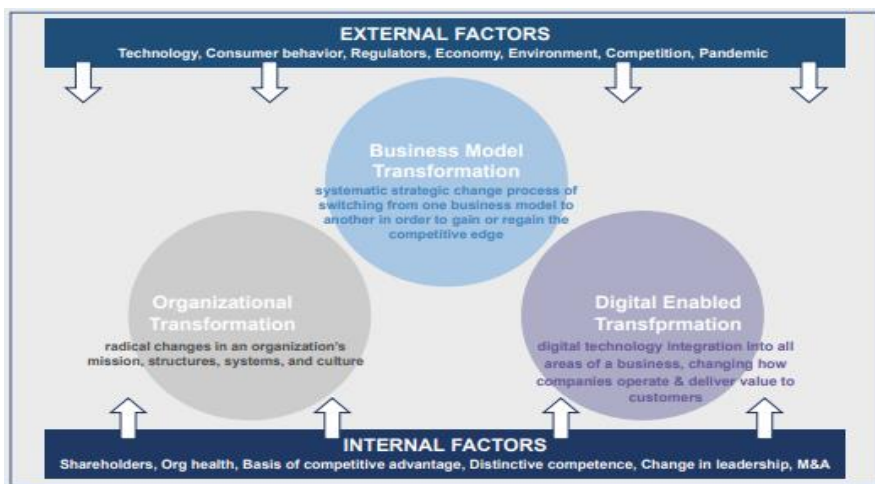 EXTERNAL FACTORS
Technology, Consumer behavior, Regulators, Economy, Environment, Competition, Pandemic
Business Model
Transformation
systematic strategic change process of
switching from one business model to
another in order to gain or regain the
competitive edge
Organizational
Transformation
radical changes in an organization's
mission, structures, systems, and culture
Digital Enabled
Transfprmation
digital technology integration into all
areas of a business, changing how
companies operate & deliver value to
customers
INTERNAL FACTORS
Shareholders, Org health, Basis of competitive advantage, Distinctive competence, Change in leadership, M&A